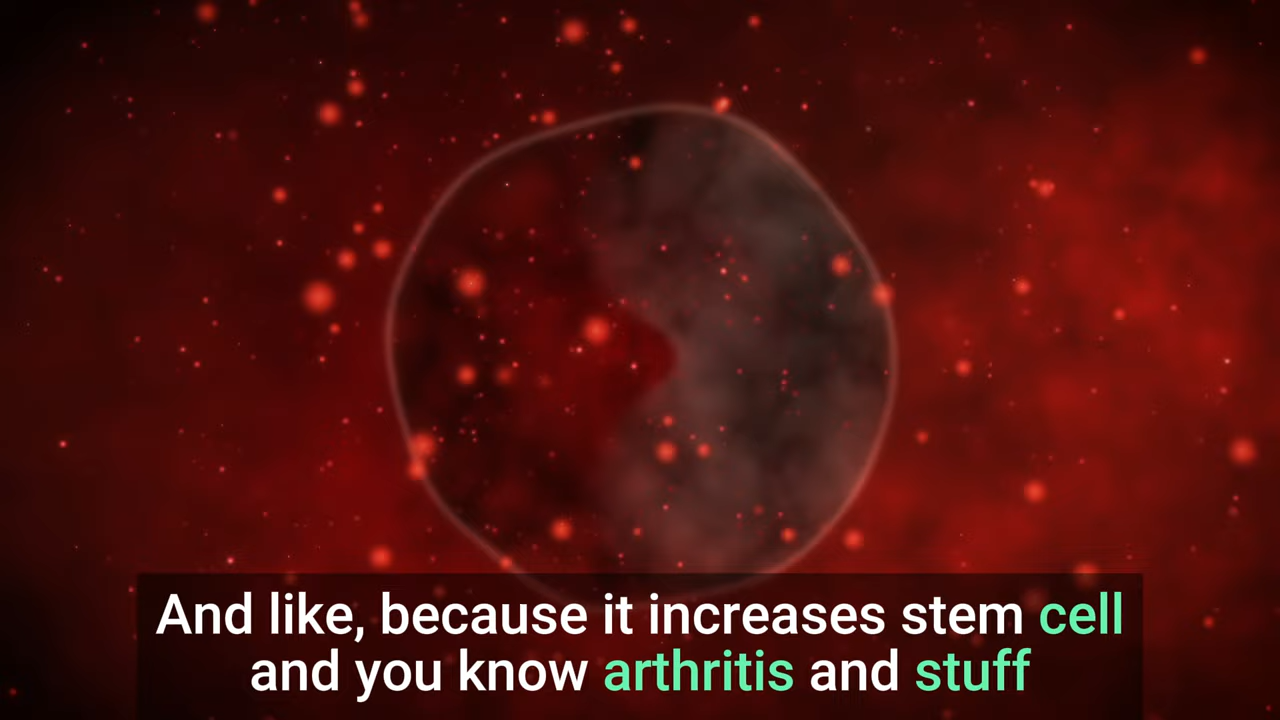 And like, because it increases stem cell
and you know arthritis and stuff